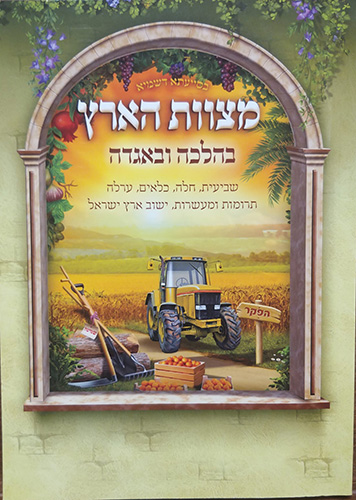 בסייעתא דשמיא
מצוות הארץ
בהלכה ובאגדה
שביעית, חלה, כלאים, ערלה
תרומות ומעשרות, ישוב ארץ ישראל
הפקר